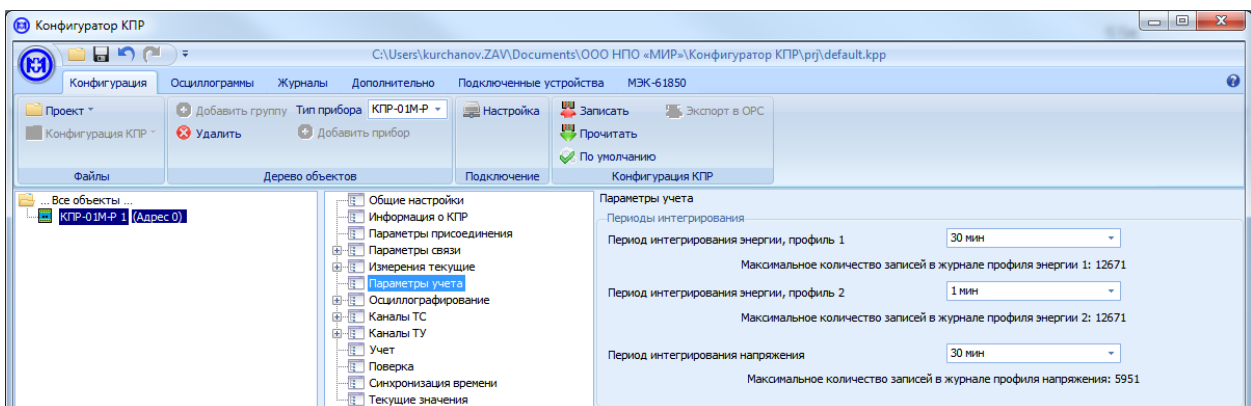 Конфигуратор КПР
C:\Users\kurchanov.ZAV\Documents\ООО НПО «МИР»\Конфигуратор КПР\prj\default.kpp
Конфигурация Осциллограммы Журналы Дополнительно Подключенные устройства МЭК-61850
Проект Добавить группу Тип прибора КПР-01М-Р Настройка Записать Экспорт в OPC
Конфигурация КПР Удалить Добавить прибор Прочитать
По умолчанию
Файлы Дерево объектов Подключение Конфигурация КПР
... Все объекты ...
КПР-01М-Р 1 (Адрес 0)
Общие настройки
Информация о КПР
Параметры присоединения
Параметры связи
Измерения текущие
Параметры учета
Осциллографирование
Каналы ТС
Каналы ТУ
Учет
Поверка
Синхронизация времени
Текущие значения
Параметры учета
Периоды интегрирования
Период интегрирования энергии, профиль 1 30 мин
Максимальное количество записей в журнале профиля энергии 1: 12671
Период интегрирования энергии, профиль 2 1 мин
Максимальное количество записей в журнале профиля энергии 2: 12671
Период интегрирования напряжения 30 мин
Максимальное количество записей в журнале профиля напряжения: 5951